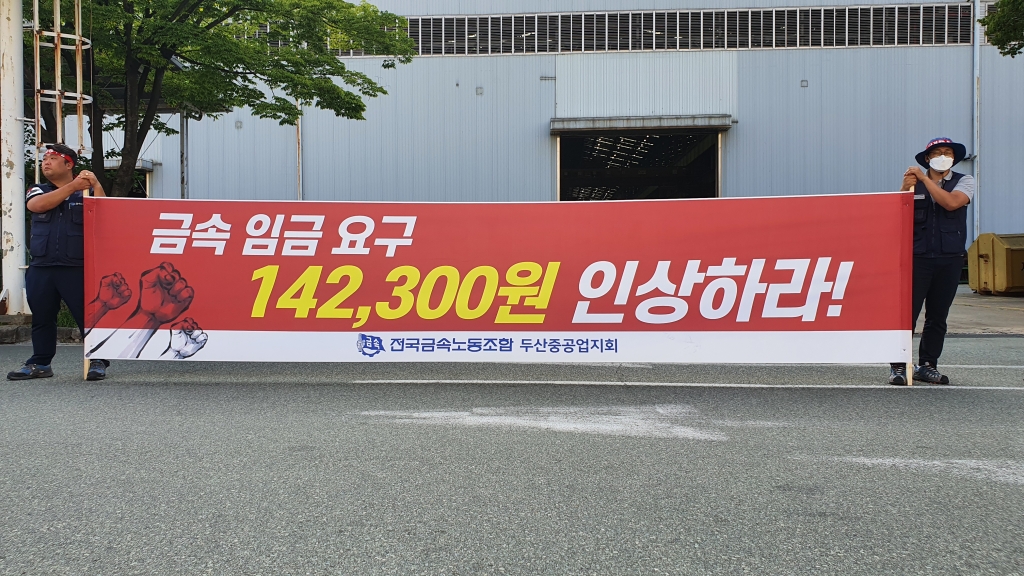 금속 임금 요구
142,300원 인상하라!
금속 전국금속노동조합 두산중공업지회